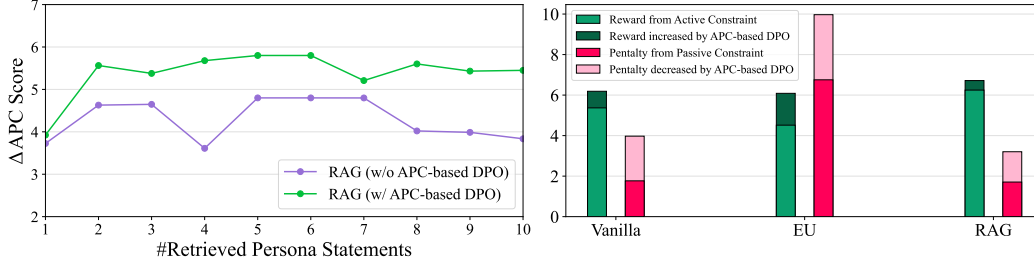 7
6
5
4
3
2
ΔAPC Score
1 2 3 4 5 6 7 8 9 10
#Retrieved Persona Statements
RAG (w/o APC-based DPO)
RAG (w/ APC-based DPO)
10
8
6
4
2
0
Reward from Active Constraint
Reward increased by APC-based DPO
Pentalty from Passive Constraint
Pentalty decreased by APC-based DPO
Vanilla EU RAG